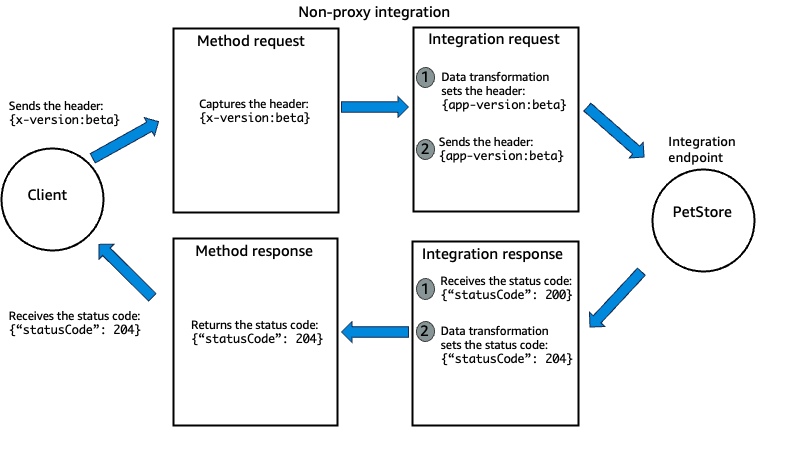 Non-proxy integration
Method request
Integration request
Sends the header:
{x-version:beta}
Captures the header:
{x-version:beta}
1
Data transformation
sets the header:
{app-version:beta}
2
Sends the header:
{app-version:beta}
Integration
endpoint
Client
PetStore
Method response
Integration response
1
Receives the status code:
{“statusCode”: 200}
Receives the status code:
{“statusCode”: 204}
Returns the status code:
{“statusCode”: 204}
2
Data transformation
sets the status code:
{“statusCode”: 204}